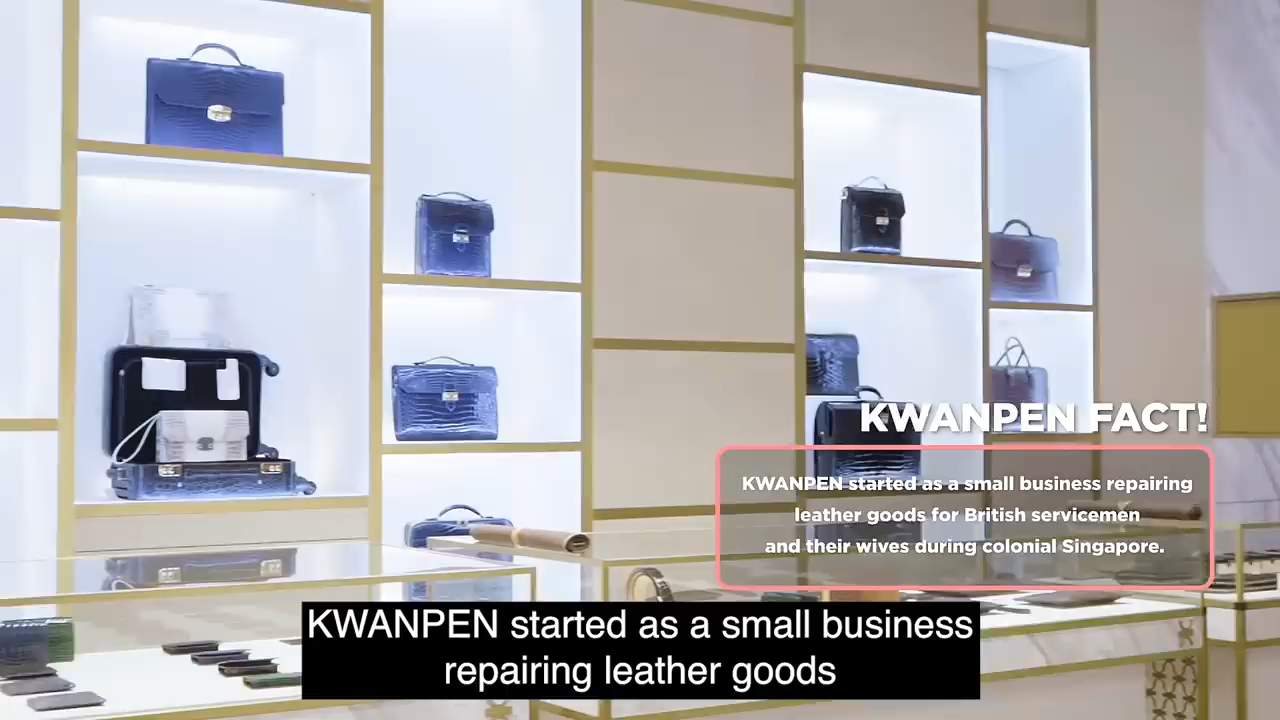 KWANPEN FACT!
KWANPEN started as a small business repairing
leather goods for British servicemen
and their wives during colonial Singapore.
KWANPEN started as a small business
repairing leather goods